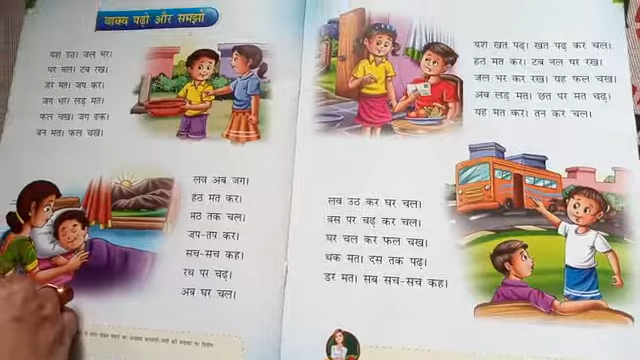 वाक्य पढ़ो और समझो
यश उठ। जल भर।
पर चल। टब रख।
डर मत। जप कर।
जग भर। लड़ मत।
फल चख। जग ढक।
बन मत। फल चख।
लव अब जग।
हठ मत कर।
मठ तक चल।
जप-तप कर।
सच-सच कह।
रथ पर चढ़।
अब घर चल।
यश खत पढ़। खत पढ़ कर चल।
हठ मत कर। टब नल पर रख।
जल भर कर रख। यह फल चख।
अब लड़ मत। छत पर मत चढ़।
यह मत कर। तन कर चल।
लव उठ कर घर चल।
बस पर चढ़ कर चल।
घर चल कर फल चख।
थक मत। दस तक पढ़।
डर मत। सब सच-सच कह।